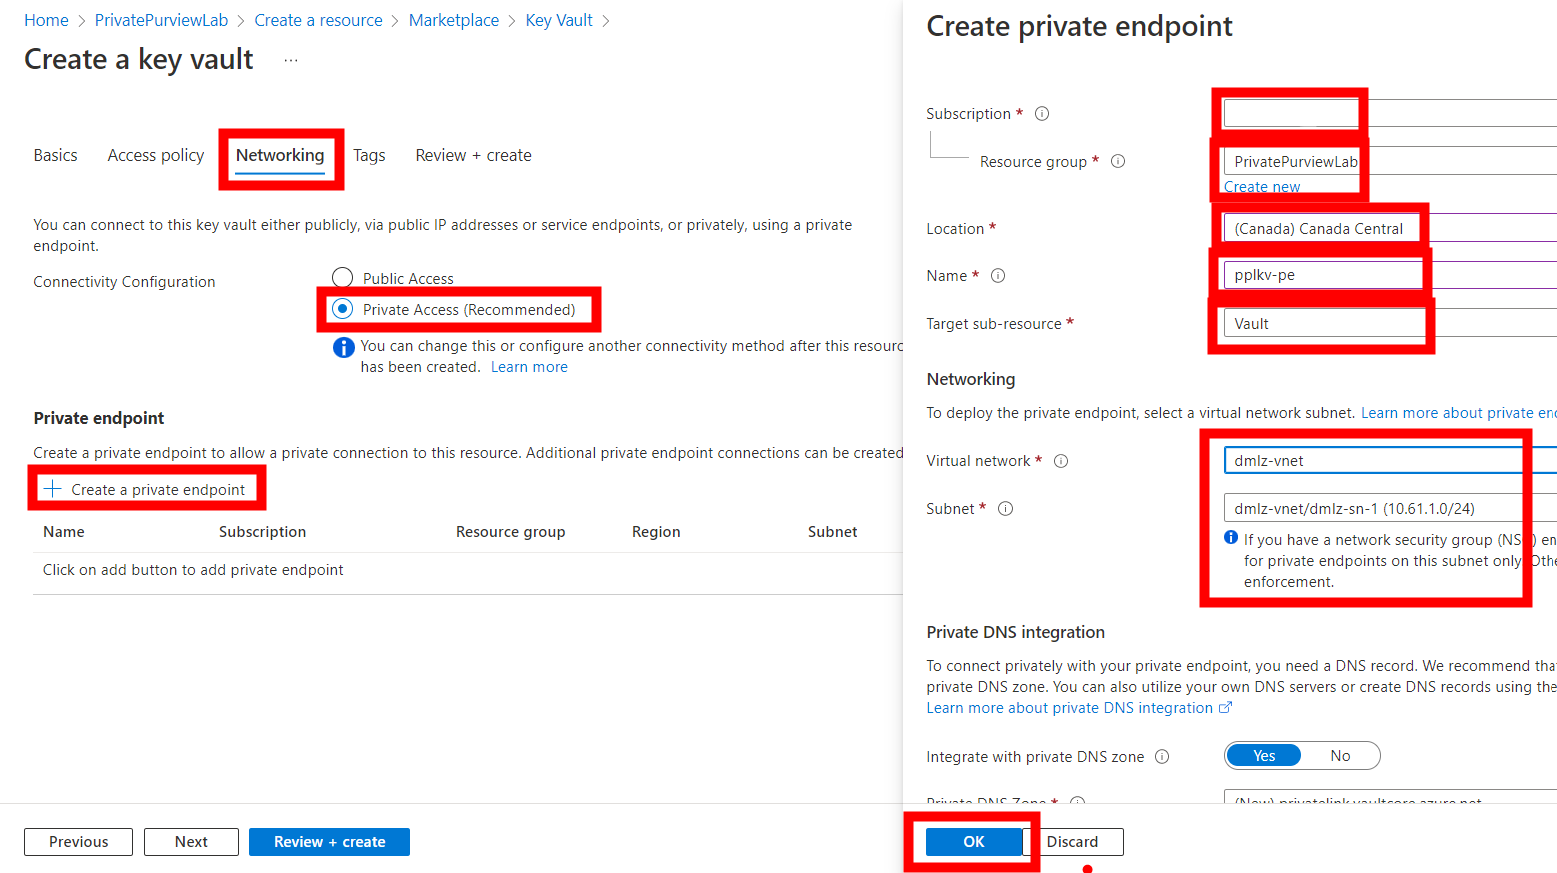 Home > PrivatePurviewLab > Create a resource > Marketplace > Key Vault >
Create a key vault ...
Basics Access policy Networking Tags Review + create
You can connect to this key vault either publicly, via public IP addresses or service endpoints, or privately, using a private
endpoint.
Connectivity Configuration
Public Access
Private Access (Recommended)
You can change this or configure another connectivity method after this resourc
has been created. Learn more
Private endpoint
Create a private endpoint to allow a private connection to this resource. Additional private endpoint connections can be created
+ Create a private endpoint
Name Subscription Resource group Region Subnet
Click on add button to add private endpoint
Previous Next Review + create
Create private endpoint
Subscription *
Resource group * PrivatePurviewLab
Create new
Location * (Canada) Canada Central
Name * pplkv-pe
Target sub-resource * Vault
Networking
To deploy the private endpoint, select a virtual network subnet. Learn more about private en
Virtual network * dmlz-vnet
Subnet * dmlz-vnet/dmlz-sn-1 (10.61.1.0/24)
If you have a network security group (NSG) en
for private endpoints on this subnet only. Othe
enforcement.
Private DNS integration
To connect privately with your private endpoint, you need a DNS record. We recommend tha
private DNS zone. You can also utilize your own DNS servers or create DNS records using the
Learn more about private DNS integration
Integrate with private DNS zone Yes No
Private DNS Zone * (New) privatelink.vaultcore.azure.net
OK Discard